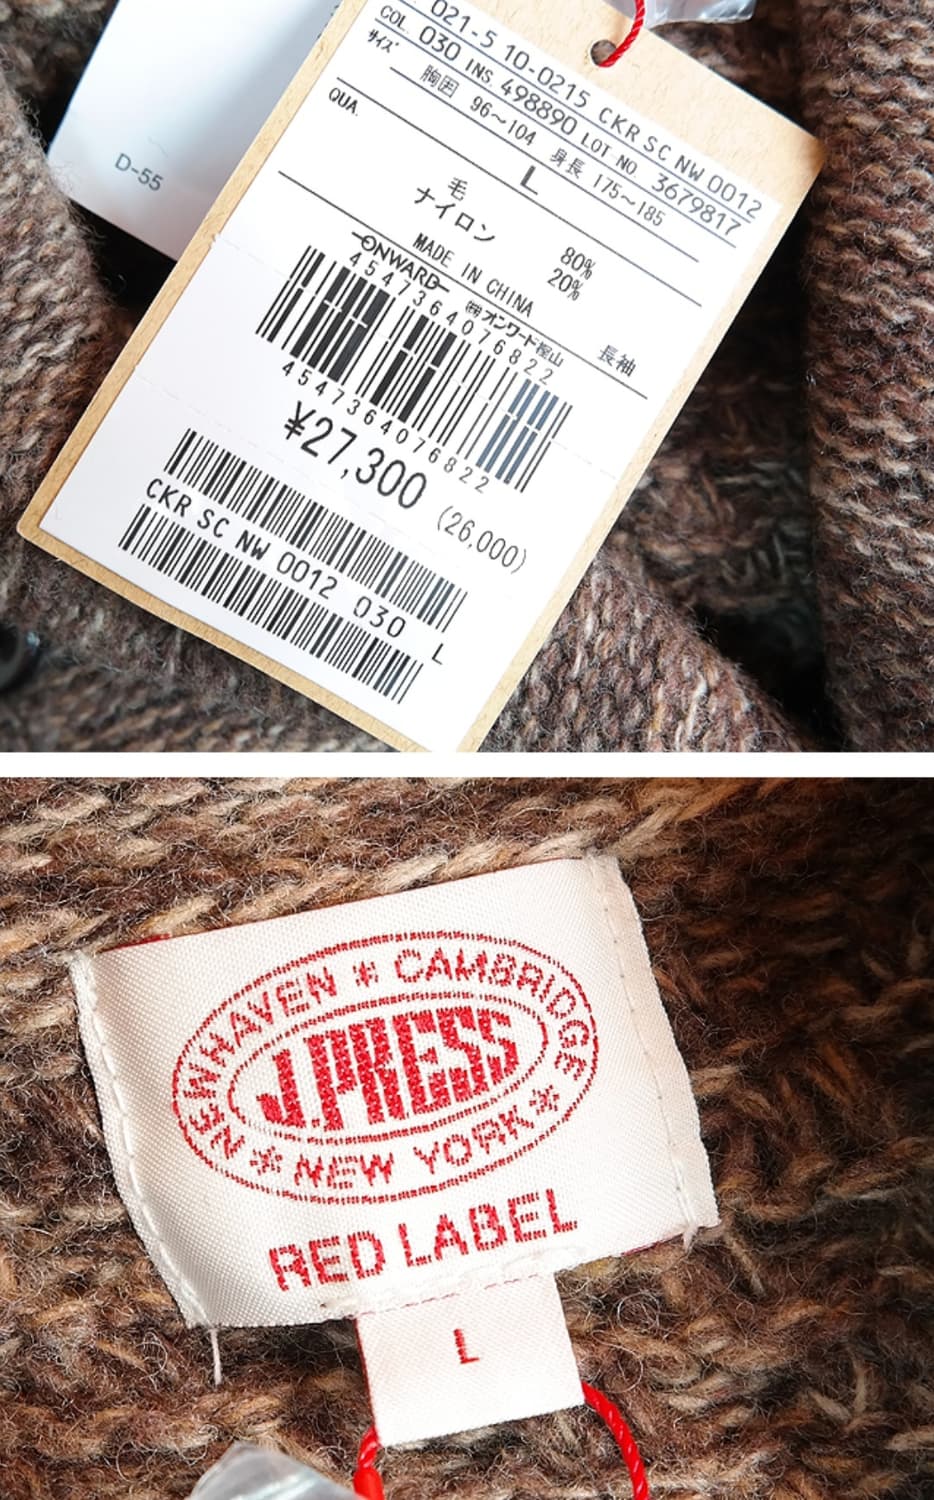 021-5 10-0215 CKR SC NW 0012
COL. 030 INS. 498890 LOT NO. 3679817
サイズ 胸囲 96〜104 身長 175〜185
L
QUA.
毛 80%
ナイロン 20%
MADE IN CHINA
ONWARD ㈱オンワード樫山 長袖
4547364076822
4547364076822
¥27,300 (26,000)
CKR SC NW 0012 030 L
D-55
NEWHAVEN * CAMBRIDGE * NEW YORK *
J.PRESS
RED LABEL
L